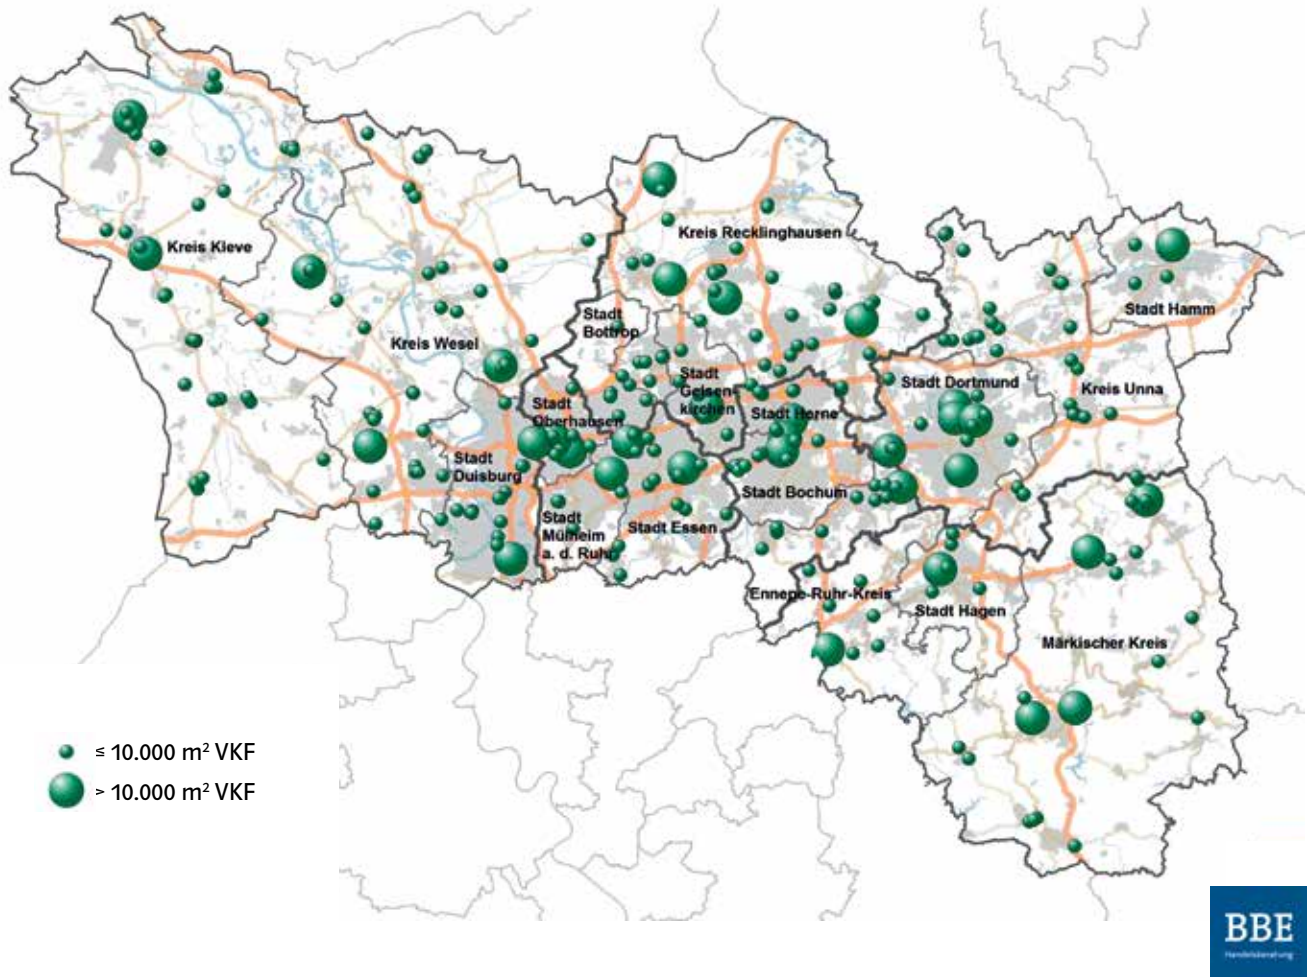 Kreis Kleve
Kreis Recklinghausen
Stadt Hamm
Stadt
Bottrop
Kreis Wesel
Stadt
Gelsen-
kirchen
Stadt Dortmund
Kreis Unna
Stadt
Oberhausen
Stadt Herne
Stadt
Duisburg
Stadt Bochum
Stadt
Mülheim
a. d. Ruhr
Stadt Essen
Ennepe-Ruhr-Kreis
Stadt Hagen
Märkischer Kreis
≤ 10.000 m² VKF
> 10.000 m² VKF
BBE
Handelsberatung